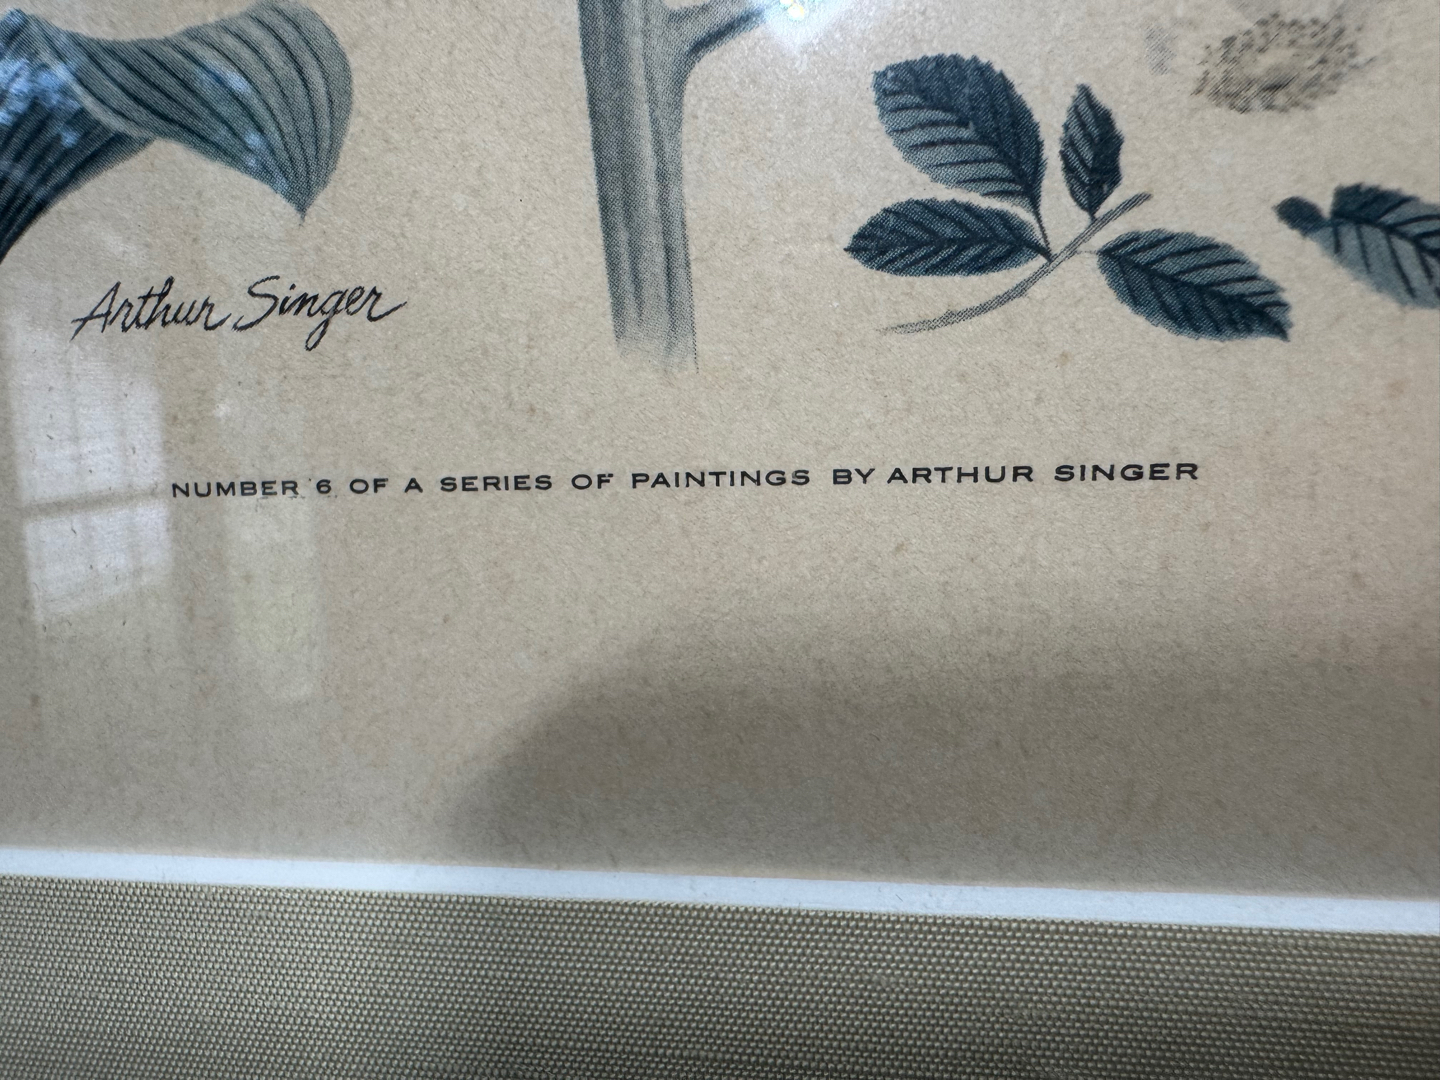 Arthur Singer
NUMBER 6 OF A SERIES OF PAINTINGS BY ARTHUR SINGER